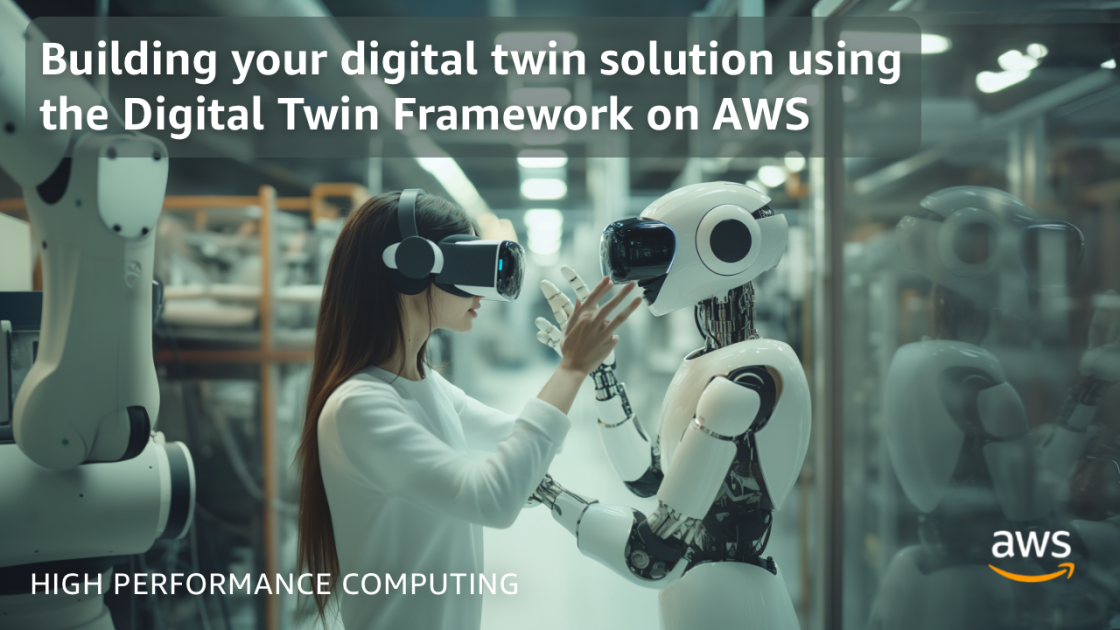 Building your digital twin solution using
the Digital Twin Framework on AWS
HIGH PERFORMANCE COMPUTING
aws